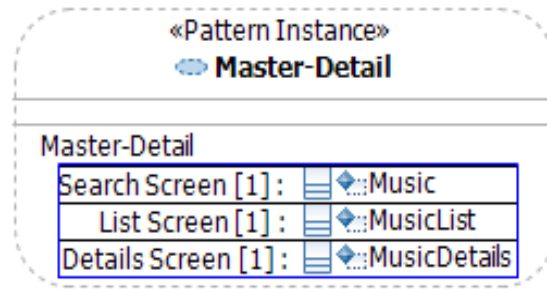 «Pattern Instance»
Master-Detail
Master-Detail
Search Screen [1] : Music
List Screen [1] : MusicList
Details Screen [1] : MusicDetails